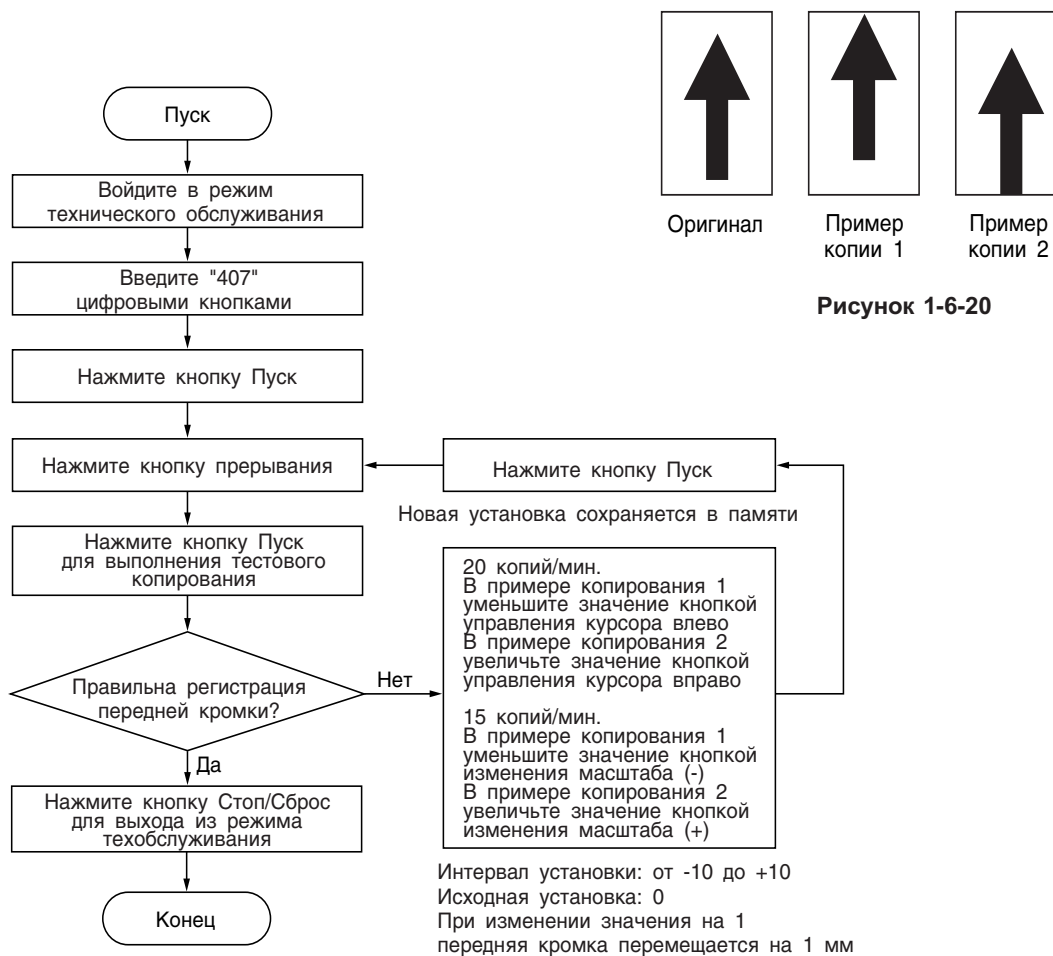 Пуск
Войдите в режим
технического обслуживания
Введите "407"
цифровыми кнопками
Нажмите кнопку Пуск
Нажмите кнопку прерывания
Нажмите кнопку Пуск
для выполнения тестового
копирования
Правильна регистрация
передней кромки?
Нет
Да
Нажмите кнопку Стоп/Сброс
для выхода из режима
техобслуживания
Конец
Оригинал
Пример
копии 1
Пример
копии 2
Рисунок 1-6-20
Нажмите кнопку Пуск
Новая установка сохраняется в памяти
20 копий/мин.
В примере копирования 1
уменьшите значение кнопкой
управления курсора влево
В примере копирования 2
увеличьте значение кнопкой
управления курсора вправо
15 копий/мин.
В примере копирования 1
уменьшите значение кнопкой
изменения масштаба (-)
В примере копирования 2
увеличьте значение кнопкой
изменения масштаба (+)
Интервал установки: от -10 до +10
Исходная установка: 0
При изменении значения на 1
передняя кромка перемещается на 1 мм